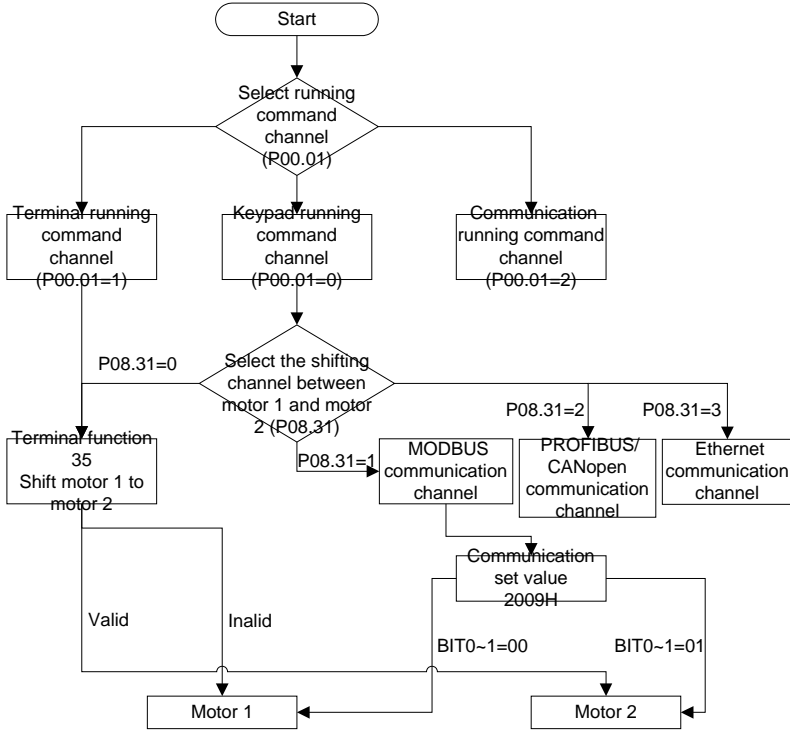 Start
Select running
command
channel
(P00.01)
Terminal running
command
channel
(P00.01=1)
Keypad running
command
channel
(P00.01=0)
Communication
running command
channel
(P00.01=2)
P08.31=0
Select the shifting
channel between
motor 1 and motor
2 (P08.31)
P08.31=2
P08.31=3
P08.31=1
Terminal function
35
Shift motor 1 to
motor 2
MODBUS
communication
channel
PROFIBUS/
CANopen
communication
channel
Ethernet
communication
channel
Communication
set value
2009H
Valid
Inalid
BIT0~1=00
BIT0~1=01
Motor 1
Motor 2